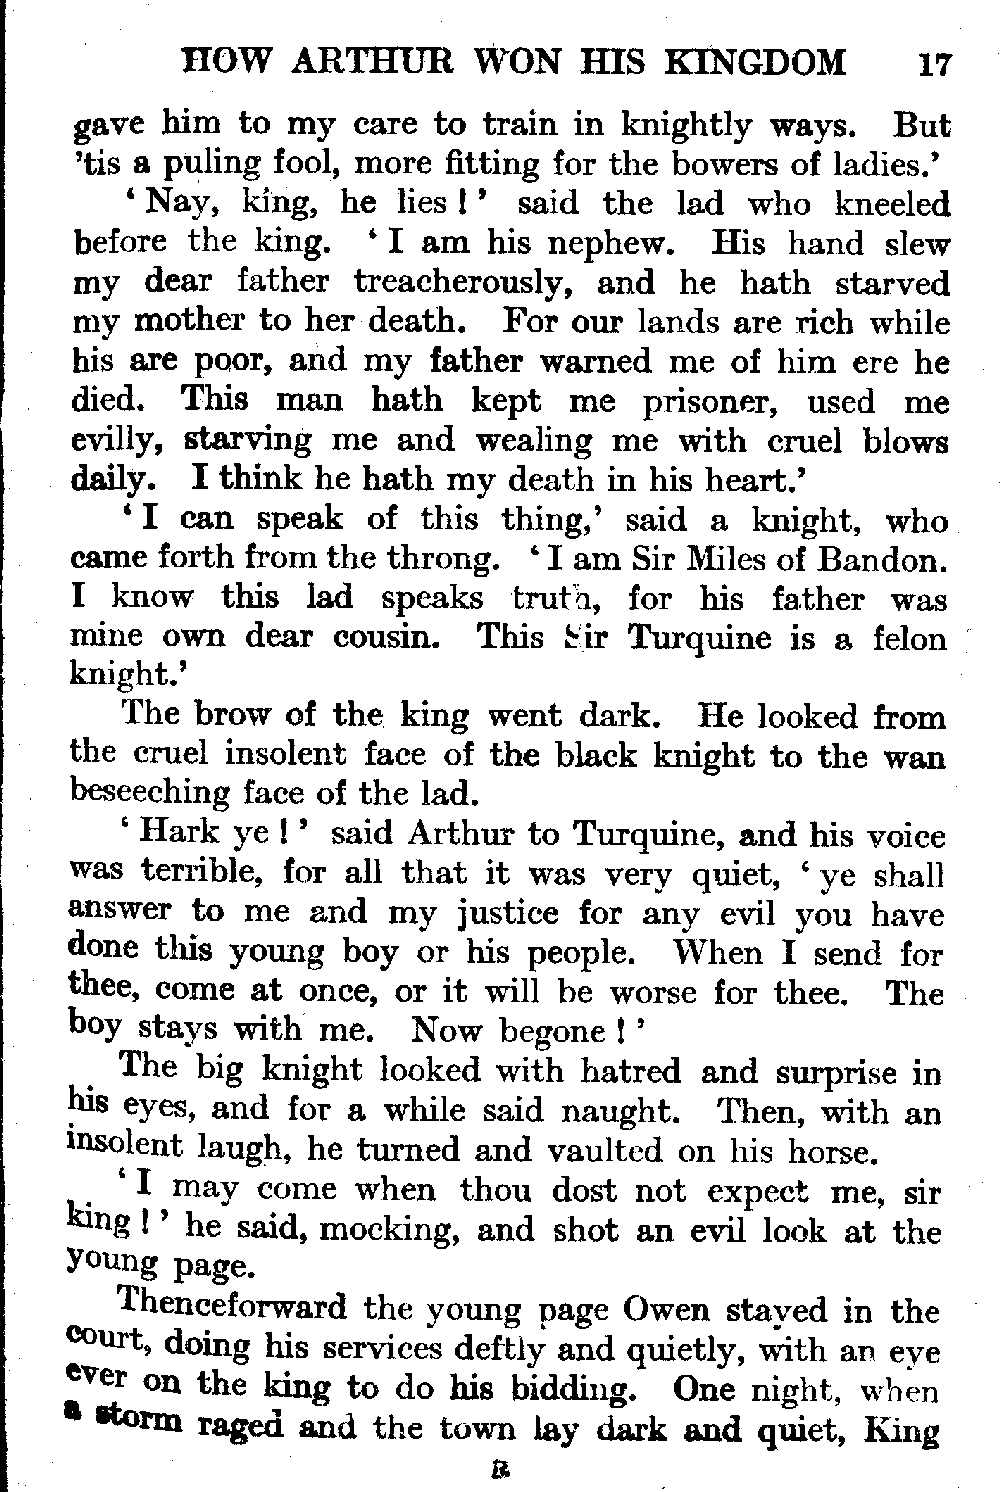 HOW ARTHUR WON HIS KINGDOM 17
gave him to my care to train in knightly ways. But
’tis a puling fool, more fitting for the bowers of ladies.’
‘ Nay, king, he lies ! ’ said the lad who kneeled
before the king. ‘ I am his nephew. His hand slew
my dear father treacherously, and he hath starved
my mother to her death. For our lands are rich while
his are poor, and my father warned me of him ere he
died. This man hath kept me prisoner, used me
evilly, starving me and wealing me with cruel blows
daily. I think he hath my death in his heart.’
‘ I can speak of this thing,’ said a knight, who
came forth from the throng. ‘ I am Sir Miles of Bandon.
I know this lad speaks truth, for his father was
mine own dear cousin. This Sir Turquine is a felon
knight.’
The brow of the king went dark. He looked from
the cruel insolent face of the black knight to the wan
beseeching face of the lad.
‘ Hark ye ! ’ said Arthur to Turquine, and his voice
was terrible, for all that it was very quiet, ‘ ye shall
answer to me and my justice for any evil you have
done this young boy or his people. When I send for
thee, come at once, or it will be worse for thee. The
boy stays with me. Now begone ! ’
The big knight looked with hatred and surprise in
his eyes, and for a while said naught. Then, with an
insolent laugh, he turned and vaulted on his horse.
‘ I may come when thou dost not expect me, sir
king ! ’ he said, mocking, and shot an evil look at the
young page.
Thenceforward the young page Owen stayed in the
court, doing his services deftly and quietly, with an eye
ever on the king to do his bidding. One night, when
a storm raged and the town lay dark and quiet, King